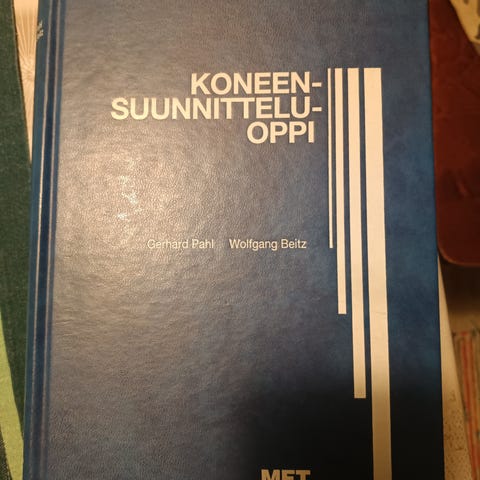 KONEEN-
SUUNNITTELU-
OPPI
Gerhard Pahl Wolfgang Beitz
MET